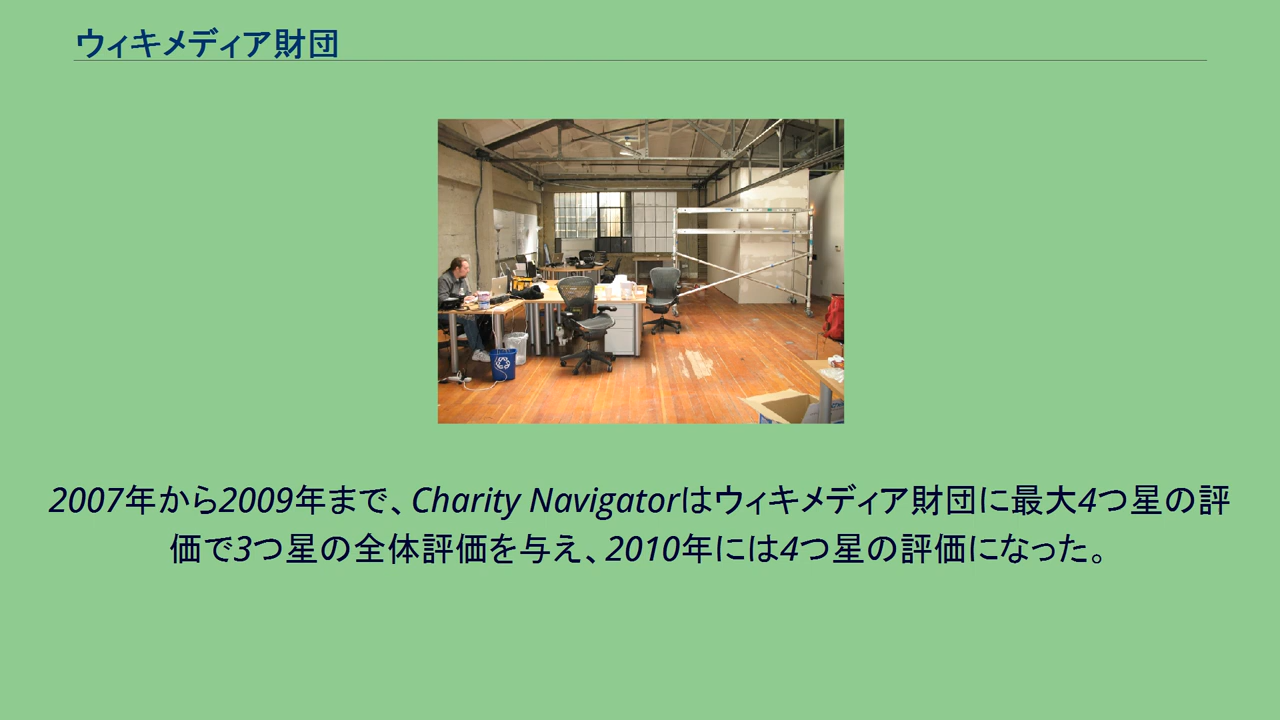 ウィキメディア財団
2007年から2009年まで、Charity Navigatorはウィキメディア財団に最大4つ星の評
価で3つ星の全体評価を与え、2010年には4つ星の評価になった。